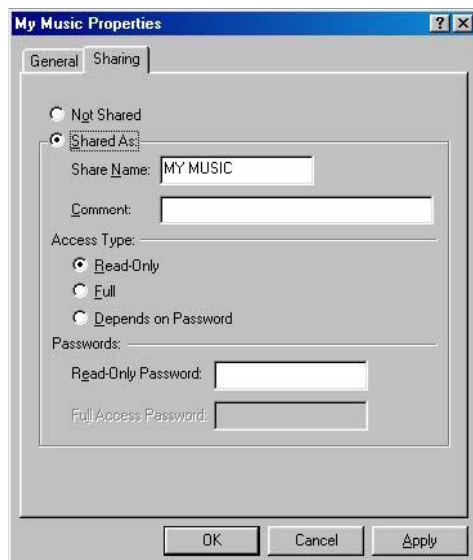 My Music Properties
General Sharing
Not Shared
Shared As:
Share Name: MY MUSIC
Comment:
Access Type:
Read-Only
Full
Depends on Password
Passwords:
Read-Only Password:
Full Access Password:
OK Cancel Apply